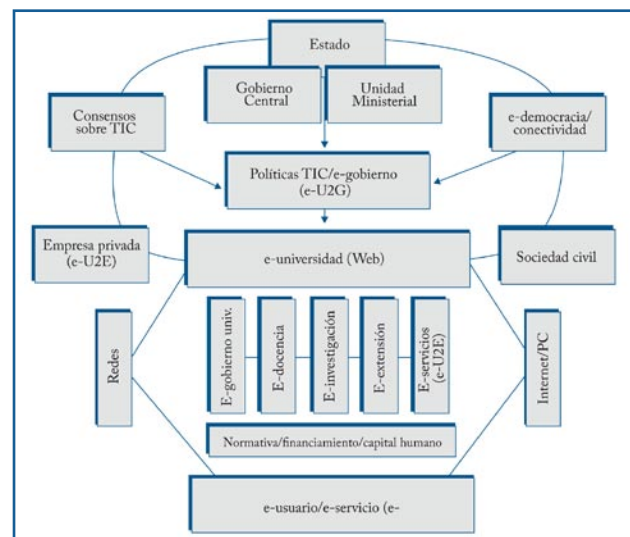 Estado
Gobierno
Central
Unidad
Ministerial
Consensos
sobre TIC
e-democracia/
conectividad
Políticas TIC/e-gobierno
(e-U2G)
Empresa privada
(e-U2E)
e-universidad (Web)
Sociedad civil
Redes
E-gobierno univ.
E-docencia
E-investigación
E-extensión
E-servicios
(e-U2E)
Internet/PC
Normativa/financiamiento/capital humano
e-usuario/e-servicio (e-